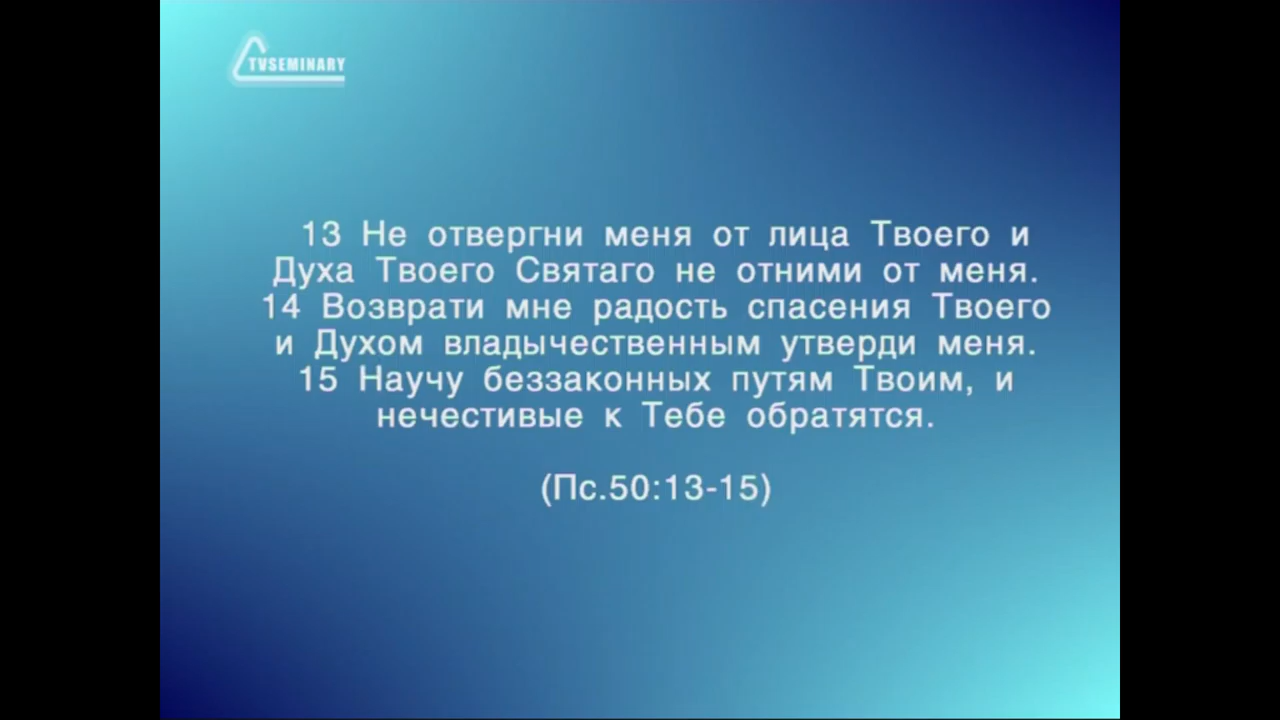 TVSEMINARY
13 Не отвергни меня от лица Твоего и
Духа Твоего Святаго не отними от меня.
14 Возврати мне радость спасения Твоего
и Духом владычественным утверди меня.
15 Научу беззаконных путям Твоим, и
нечестивые к Тебе обратятся.
(Пс.50:13-15)